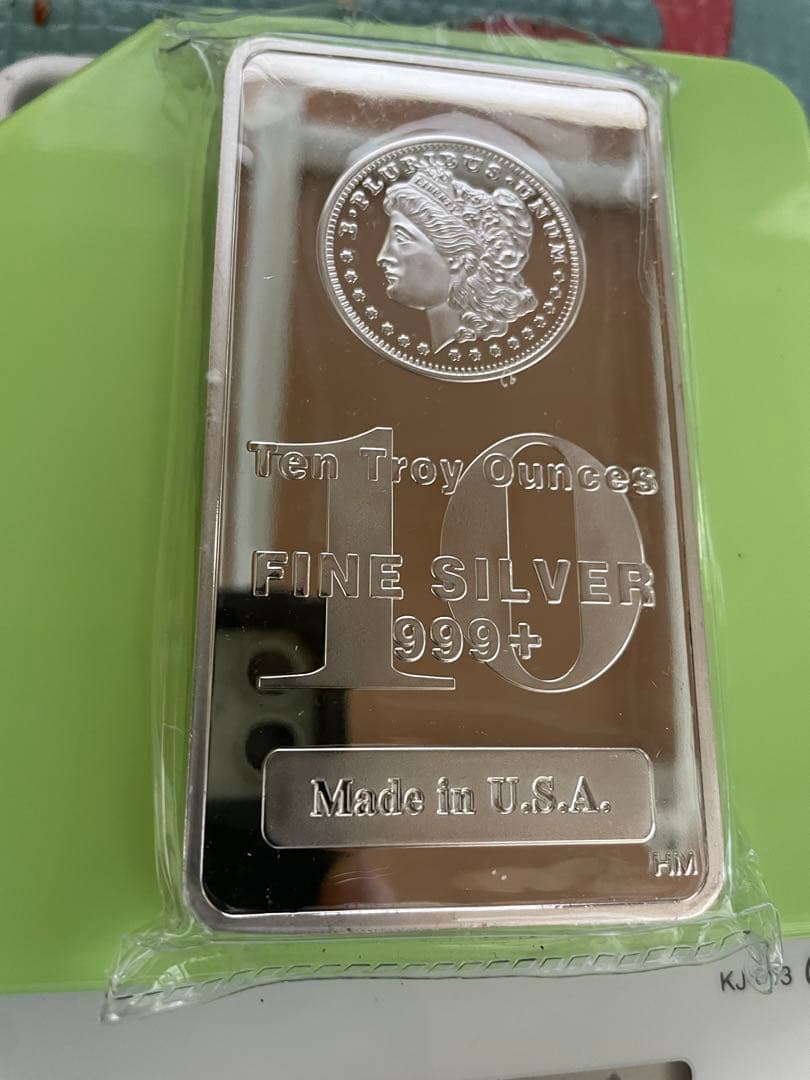 E·PLURIBUS·UNUM
10
Ten Troy Ounces
FINE SILVER
999+
Made in U.S.A.
HM